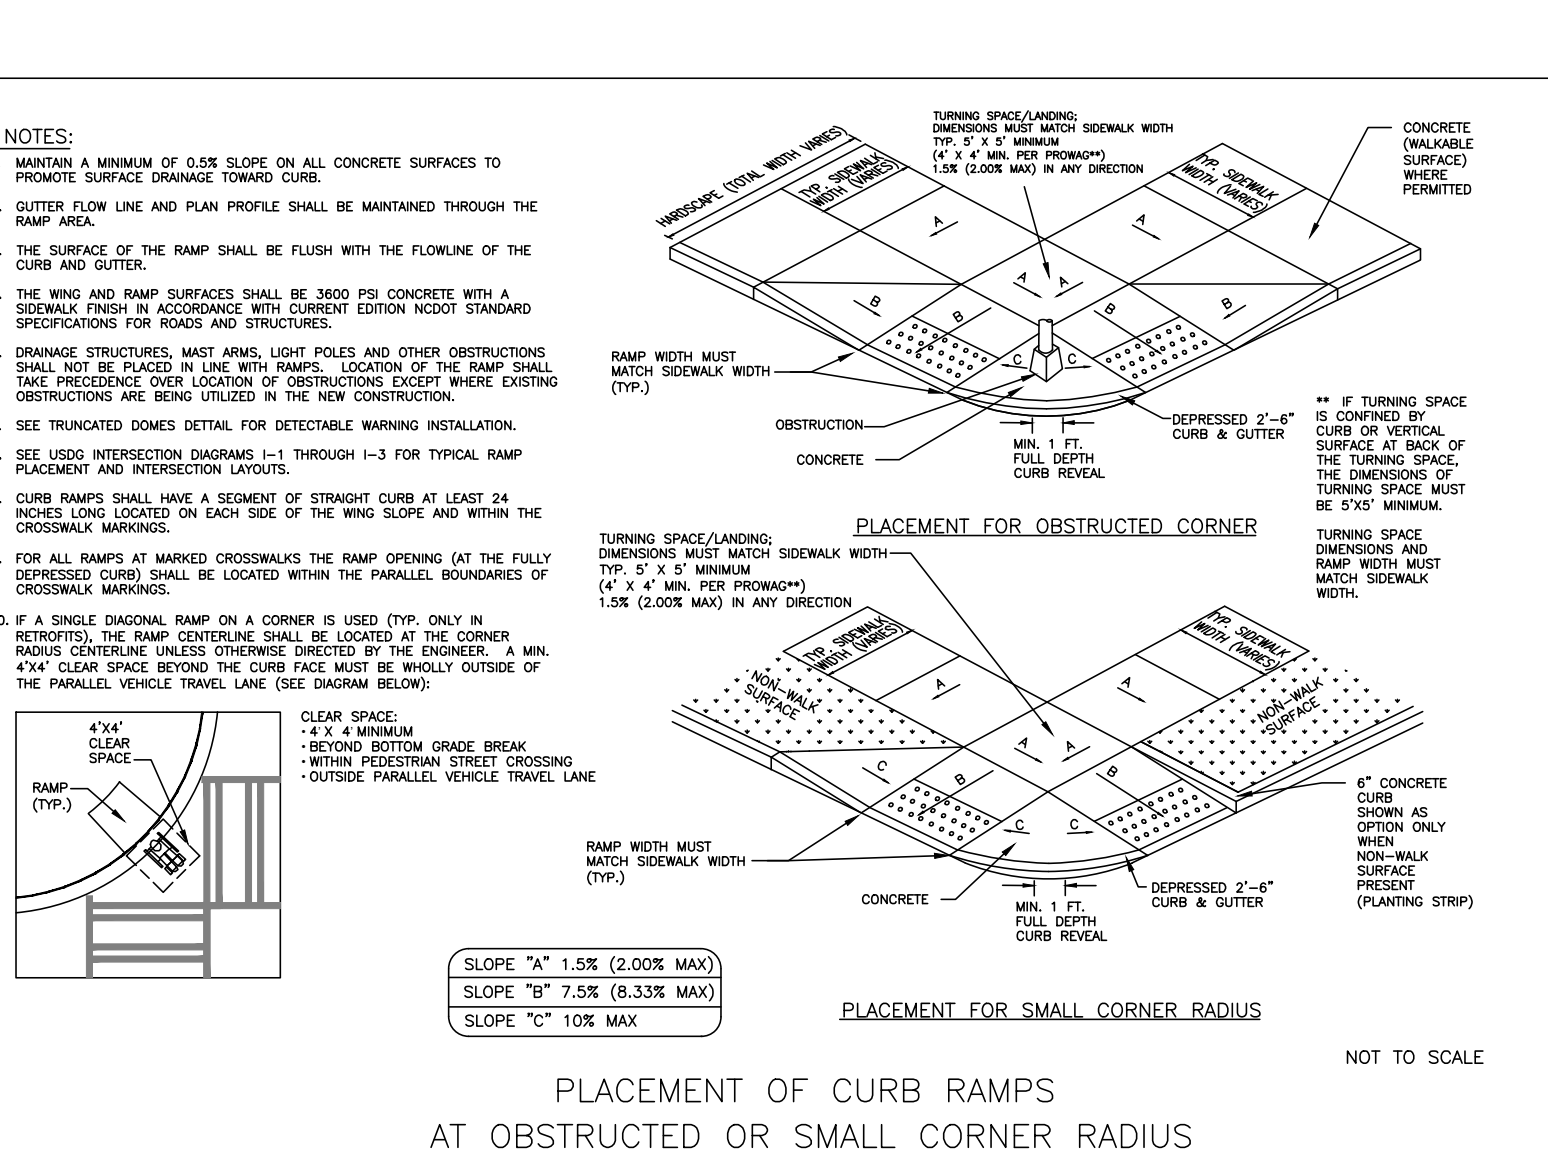 NOTES:
MAINTAIN A MINIMUM OF 0.5% SLOPE ON ALL CONCRETE SURFACES TO
PROMOTE SURFACE DRAINAGE TOWARD CURB.
. GUTTER FLOW LINE AND PLAN PROFILE SHALL BE MAINTAINED THROUGH THE
RAMP AREA.
. THE SURFACE OF THE RAMP SHALL BE FLUSH WITH THE FLOWLINE OF THE
CURB AND GUTTER.
. THE WING AND RAMP SURFACES SHALL BE 3600 PSI CONCRETE WITH A
SIDEWALK FINISH IN ACCORDANCE WITH CURRENT EDITION NCDOT STANDARD
SPECIFICATIONS FOR ROADS AND STRUCTURES.
. DRAINAGE STRUCTURES, MAST ARMS, LIGHT POLES AND OTHER OBSTRUCTIONS
SHALL NOT BE PLACED IN LINE WITH RAMPS. LOCATION OF THE RAMP SHALL
TAKE PRECEDENCE OVER LOCATION OF OBSTRUCTIONS EXCEPT WHERE EXISTING
OBSTRUCTIONS ARE BEING UTILIZED IN THE NEW CONSTRUCTION.
. SEE TRUNCATED DOMES DETTAIL FOR DETECTABLE WARNING INSTALLATION.
. SEE USDG INTERSECTION DIAGRAMS I-1 THROUGH I-3 FOR TYPICAL RAMP
PLACEMENT AND INTERSECTION LAYOUTS.
. CURB RAMPS SHALL HAVE A SEGMENT OF STRAIGHT CURB AT LEAST 24
INCHES LONG LOCATED ON EACH SIDE OF THE WING SLOPE AND WITHIN THE
CROSSWALK MARKINGS.
. FOR ALL RAMPS AT MARKED CROSSWALKS THE RAMP OPENING (AT THE FULLY
DEPRESSED CURB) SHALL BE LOCATED WITHIN THE PARALLEL BOUNDARIES OF
CROSSWALK MARKINGS.
0. IF A SINGLE DIAGONAL RAMP ON A CORNER IS USED (TYP. ONLY IN
RETROFITS), THE RAMP CENTERLINE SHALL BE LOCATED AT THE CORNER
RADIUS CENTERLINE UNLESS OTHERWISE DIRECTED BY THE ENGINEER. A MIN.
4'X4' CLEAR SPACE BEYOND THE CURB FACE MUST BE WHOLLY OUTSIDE OF
THE PARALLEL VEHICLE TRAVEL LANE (SEE DIAGRAM BELOW):
4'X4'
CLEAR
SPACE
RAMP
(TYP.)
CLEAR SPACE:
· 4' X 4' MINIMUM
· BEYOND BOTTOM GRADE BREAK
· WITHIN PEDESTRIAN STREET CROSSING
· OUTSIDE PARALLEL VEHICLE TRAVEL LANE
SLOPE "A" 1.5% (2.00% MAX)
SLOPE "B" 7.5% (8.33% MAX)
SLOPE "C" 10% MAX
TURNING SPACE/LANDING;
DIMENSIONS MUST MATCH SIDEWALK WIDTH
TYP. 5' X 5' MINIMUM
(4' X 4' MIN. PER PROWAG**)
1.5% (2.00% MAX) IN ANY DIRECTION
HARDSCAPE (TOTAL WIDTH VARIES)
TYP. SIDEWALK
WIDTH (VARIES)
TYP. SIDEWALK
WIDTH (VARIES)
CONCRETE
(WALKABLE
SURFACE)
WHERE
PERMITTED
A
A
A
A
B
B
B
B
C
C
RAMP WIDTH MUST
MATCH SIDEWALK WIDTH
(TYP.)
OBSTRUCTION
CONCRETE
MIN. 1 FT.
FULL DEPTH
CURB REVEAL
DEPRESSED 2'-6"
CURB & GUTTER
PLACEMENT FOR OBSTRUCTED CORNER
** IF TURNING SPACE
IS CONFINED BY
CURB OR VERTICAL
SURFACE AT BACK OF
THE TURNING SPACE,
THE DIMENSIONS OF
TURNING SPACE MUST
BE 5'X5' MINIMUM.
TURNING SPACE
DIMENSIONS AND
RAMP WIDTH MUST
MATCH SIDEWALK
WIDTH.
TURNING SPACE/LANDING;
DIMENSIONS MUST MATCH SIDEWALK WIDTH
TYP. 5' X 5' MINIMUM
(4' X 4' MIN. PER PROWAG**)
1.5% (2.00% MAX) IN ANY DIRECTION
TYP. SIDEWALK
WIDTH (VARIES)
TYP. SIDEWALK
WIDTH (VARIES)
NON-WALK
SURFACE
NON-WALK
SURFACE
A
A
A
A
C
B
B
C
C
RAMP WIDTH MUST
MATCH SIDEWALK WIDTH
(TYP.)
CONCRETE
MIN. 1 FT.
FULL DEPTH
CURB REVEAL
DEPRESSED 2'-6"
CURB & GUTTER
6" CONCRETE
CURB
SHOWN AS
OPTION ONLY
WHEN
NON-WALK
SURFACE
PRESENT
(PLANTING STRIP)
PLACEMENT FOR SMALL CORNER RADIUS
NOT TO SCALE
PLACEMENT OF CURB RAMPS
AT OBSTRUCTED OR SMALL CORNER RADIUS